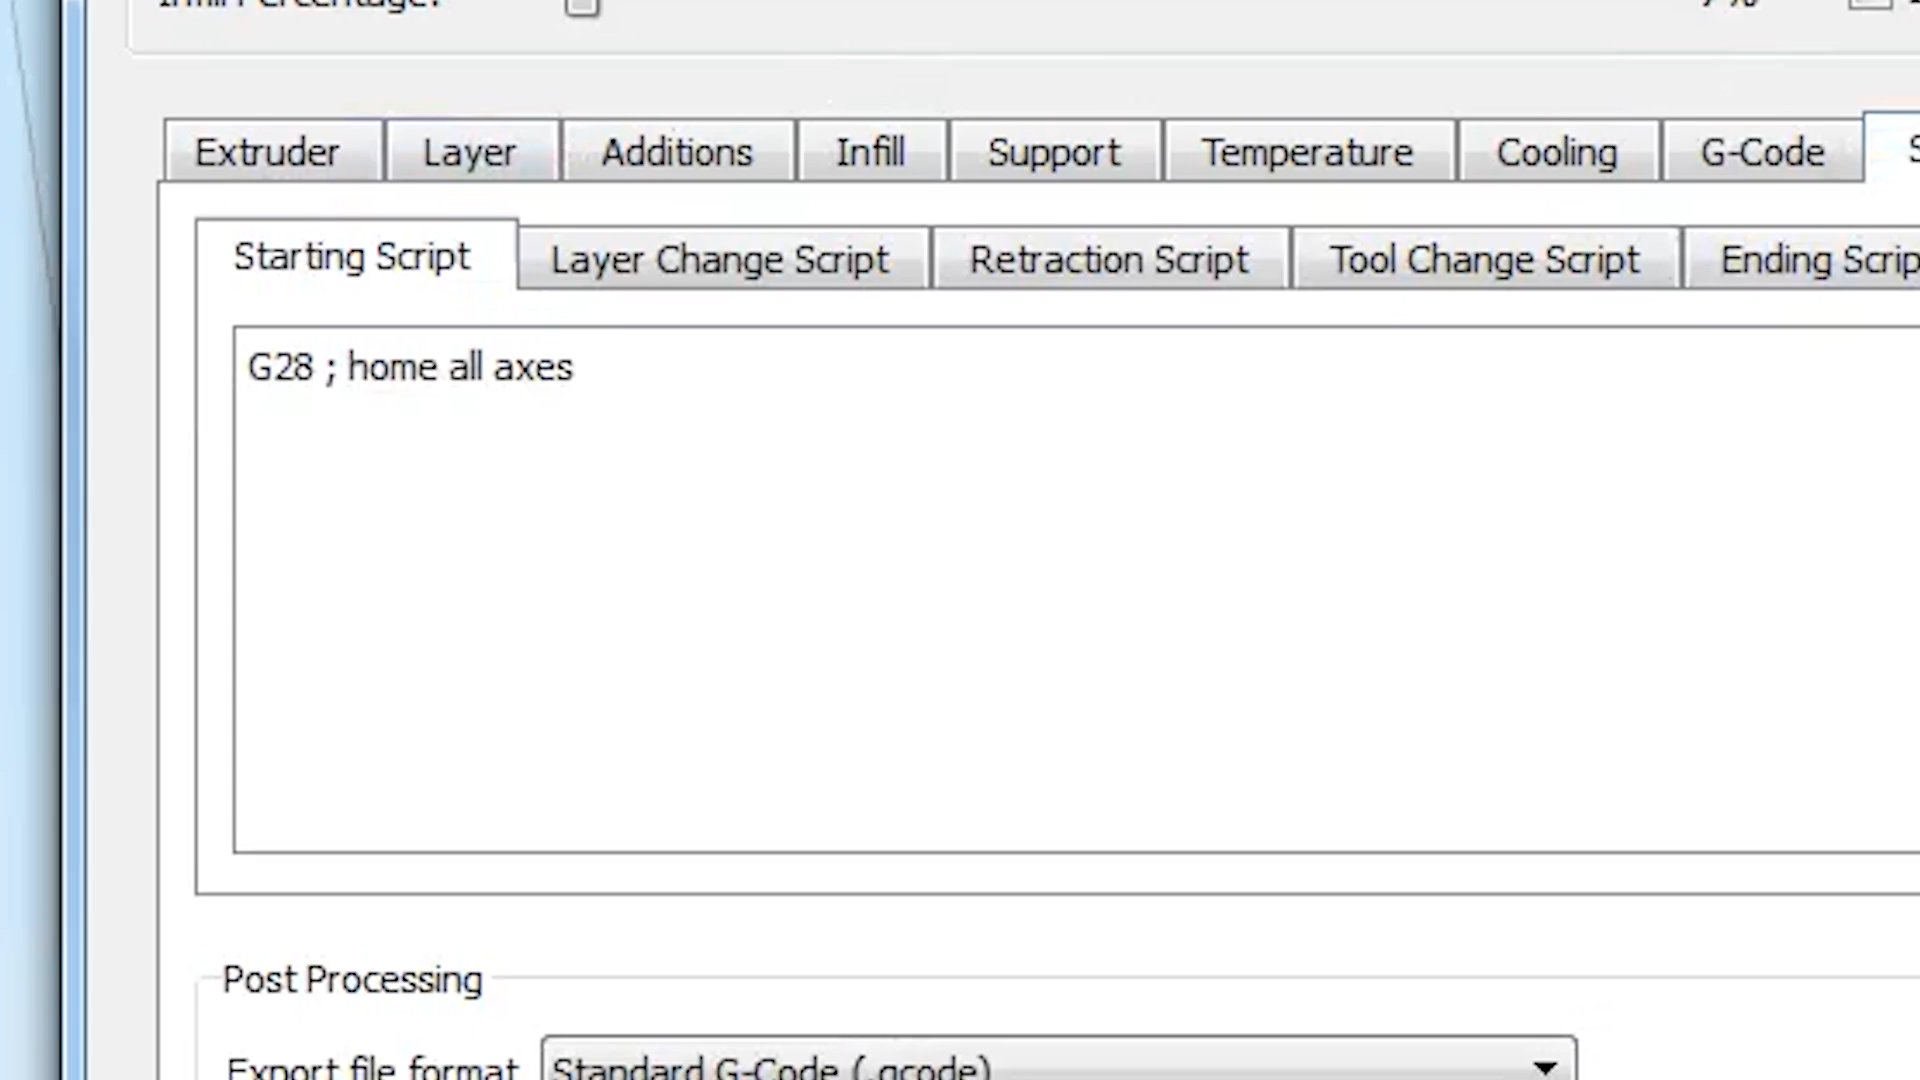 Infill Percentage:
%
Extruder Layer Additions Infill Support Temperature Cooling G-Code
Starting Script Layer Change Script Retraction Script Tool Change Script Ending Scrip
G28 ; home all axes
Post Processing
Export file format Standard G-Code (.gcode)